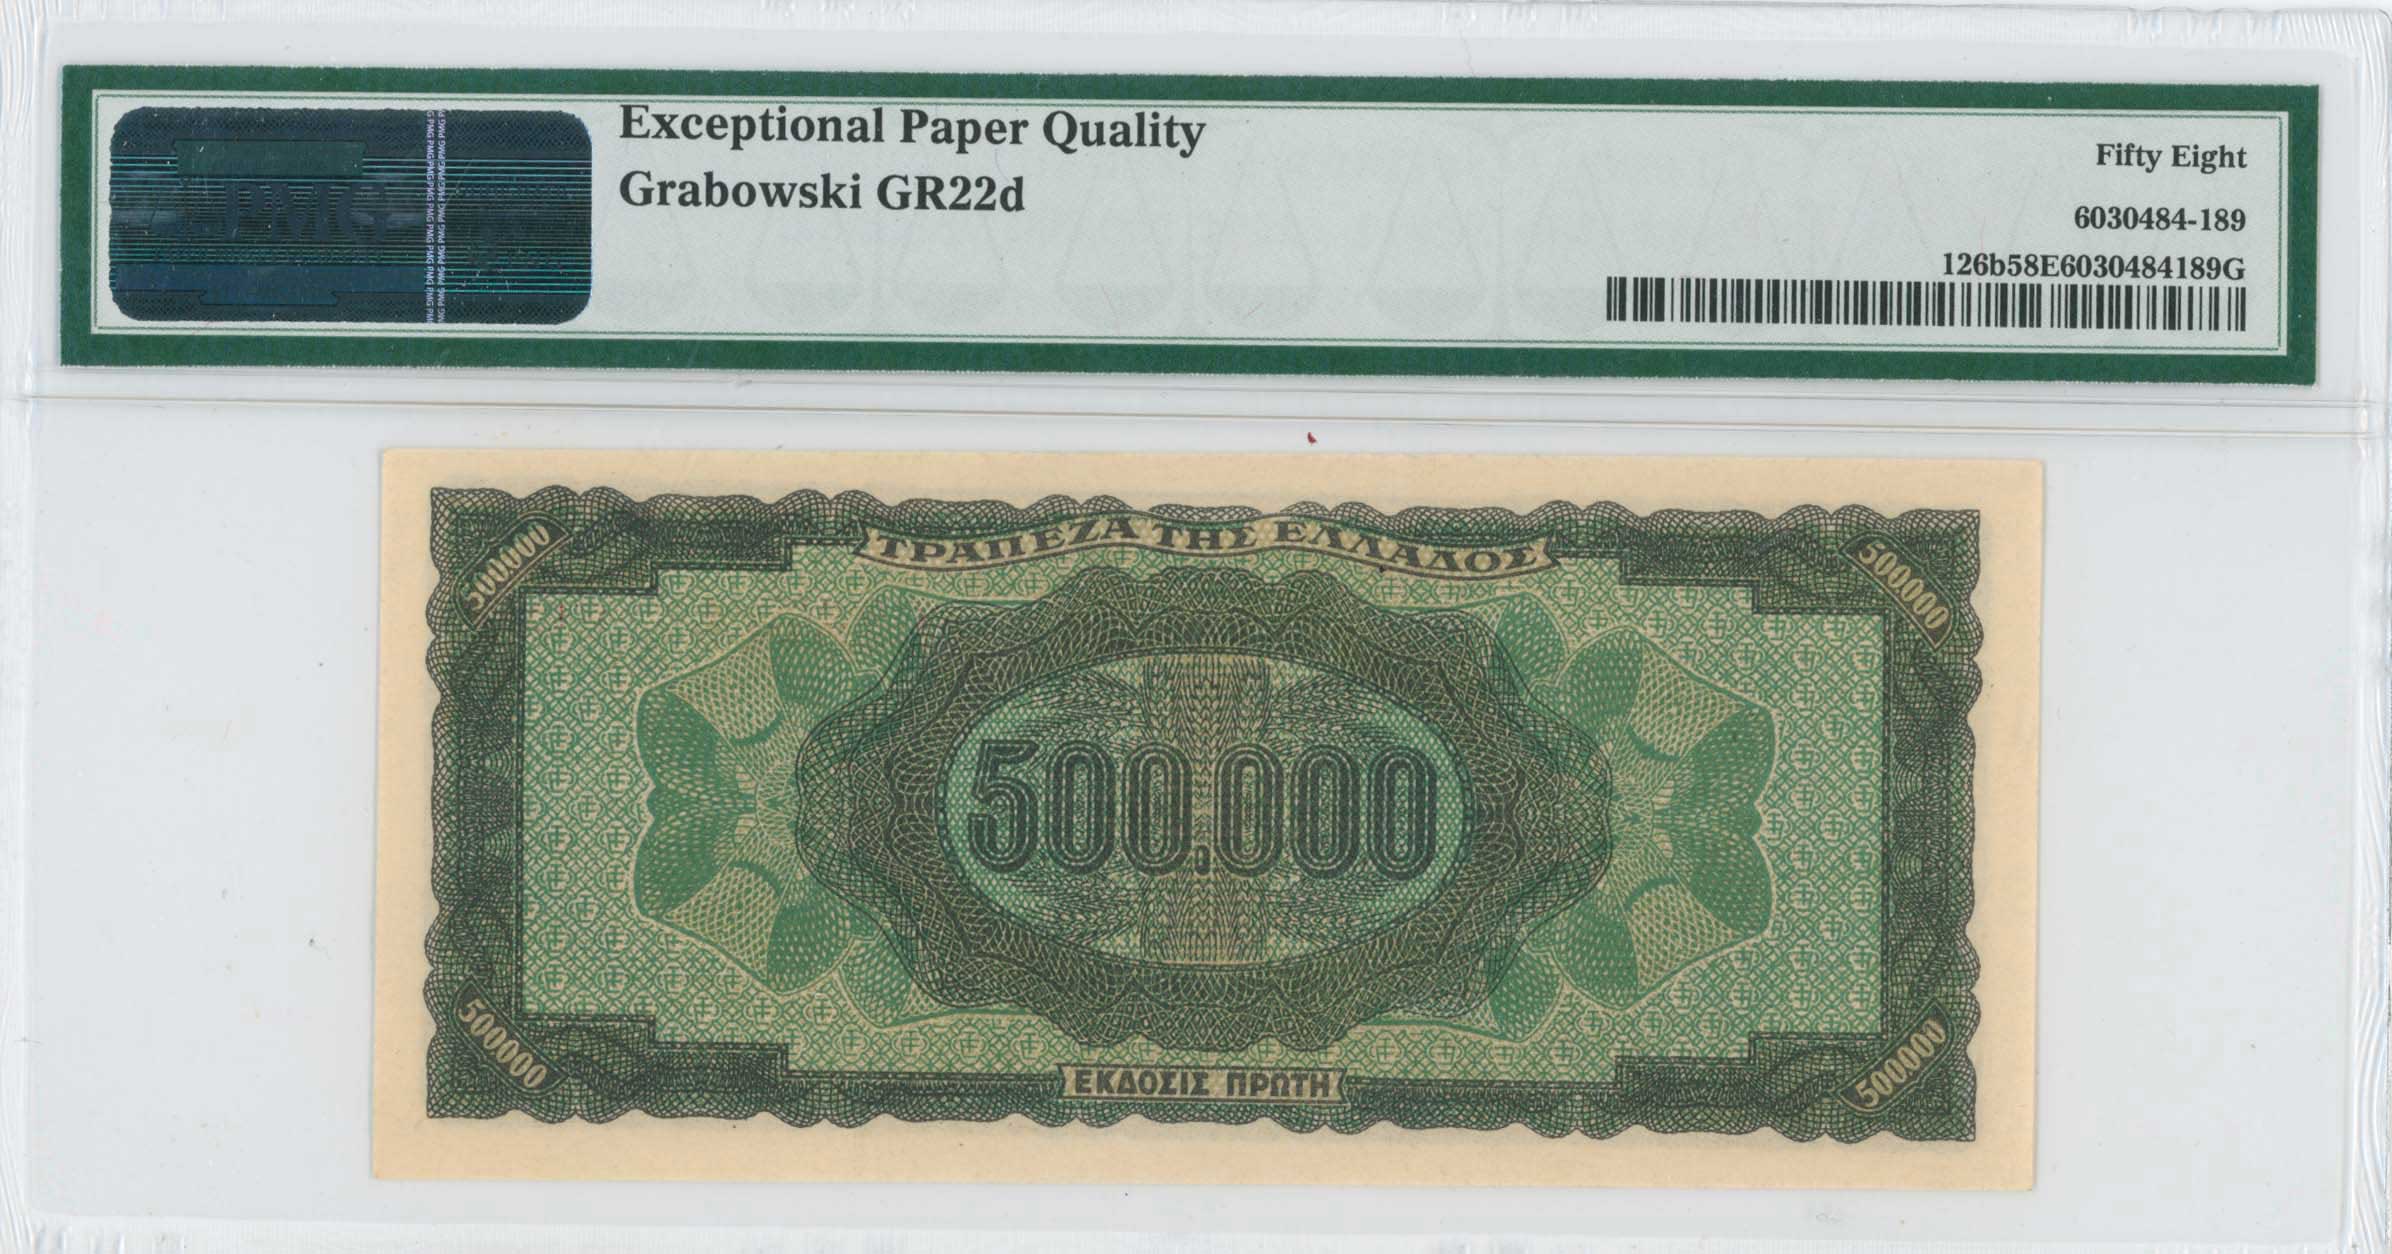 PMG
Exceptional Paper Quality
Grabowski GR22d
Fifty Eight
6030484-189
126b58E6030484189G
ΤΡΑΠΕΖΑ ΤΗΣ ΕΛΛΑΔΟΣ
500000
500000
500.000
500000
500000
ΕΚΔΟΣΙΣ ΠΡΩΤΗ